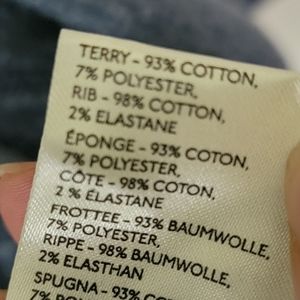 TERRY - 93% COTTON,
7% POLYESTER,
RIB - 98% COTTON,
2% ELASTANE
ÉPONGE - 93% COTON,
7% POLYESTER,
CÔTE - 98% COTON,
2 % ÉLASTANE
FROTTEE - 93% BAUMWOLLE,
7% POLYESTER,
RIPPE - 98% BAUMWOLLE,
2% ELASTHAN
SPUGNA - 93%
7%